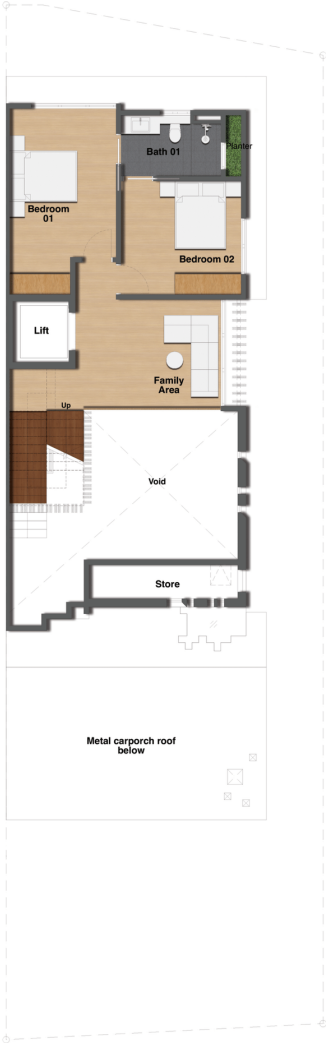 Bath 01
Planter
Bedroom
01
Bedroom 02
Lift
Family
Area
Up
Void
Store
Metal carporch roof
below